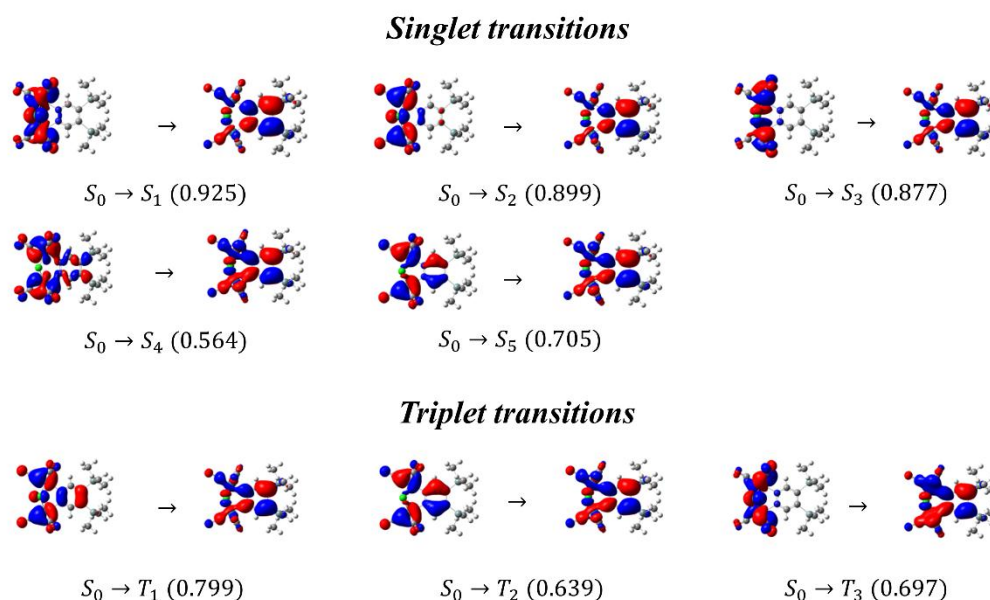 Singlet transitions
→ → →
S₀ → S₁ (0.925) S₀ → S₂ (0.899) S₀ → S₃ (0.877)
→ →
S₀ → S₄ (0.564) S₀ → S₅ (0.705)
Triplet transitions
→ → →
S₀ → T₁ (0.799) S₀ → T₂ (0.639) S₀ → T₃ (0.697)